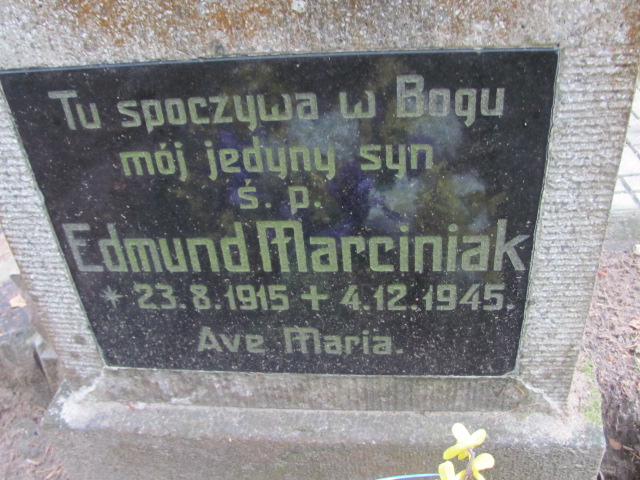 Tu spoczywa w Bogu
mój jedyny syn
ś. p.
Edmund Marciniak
* 23.8.1915 + 4.12.1945.
Ave Maria.